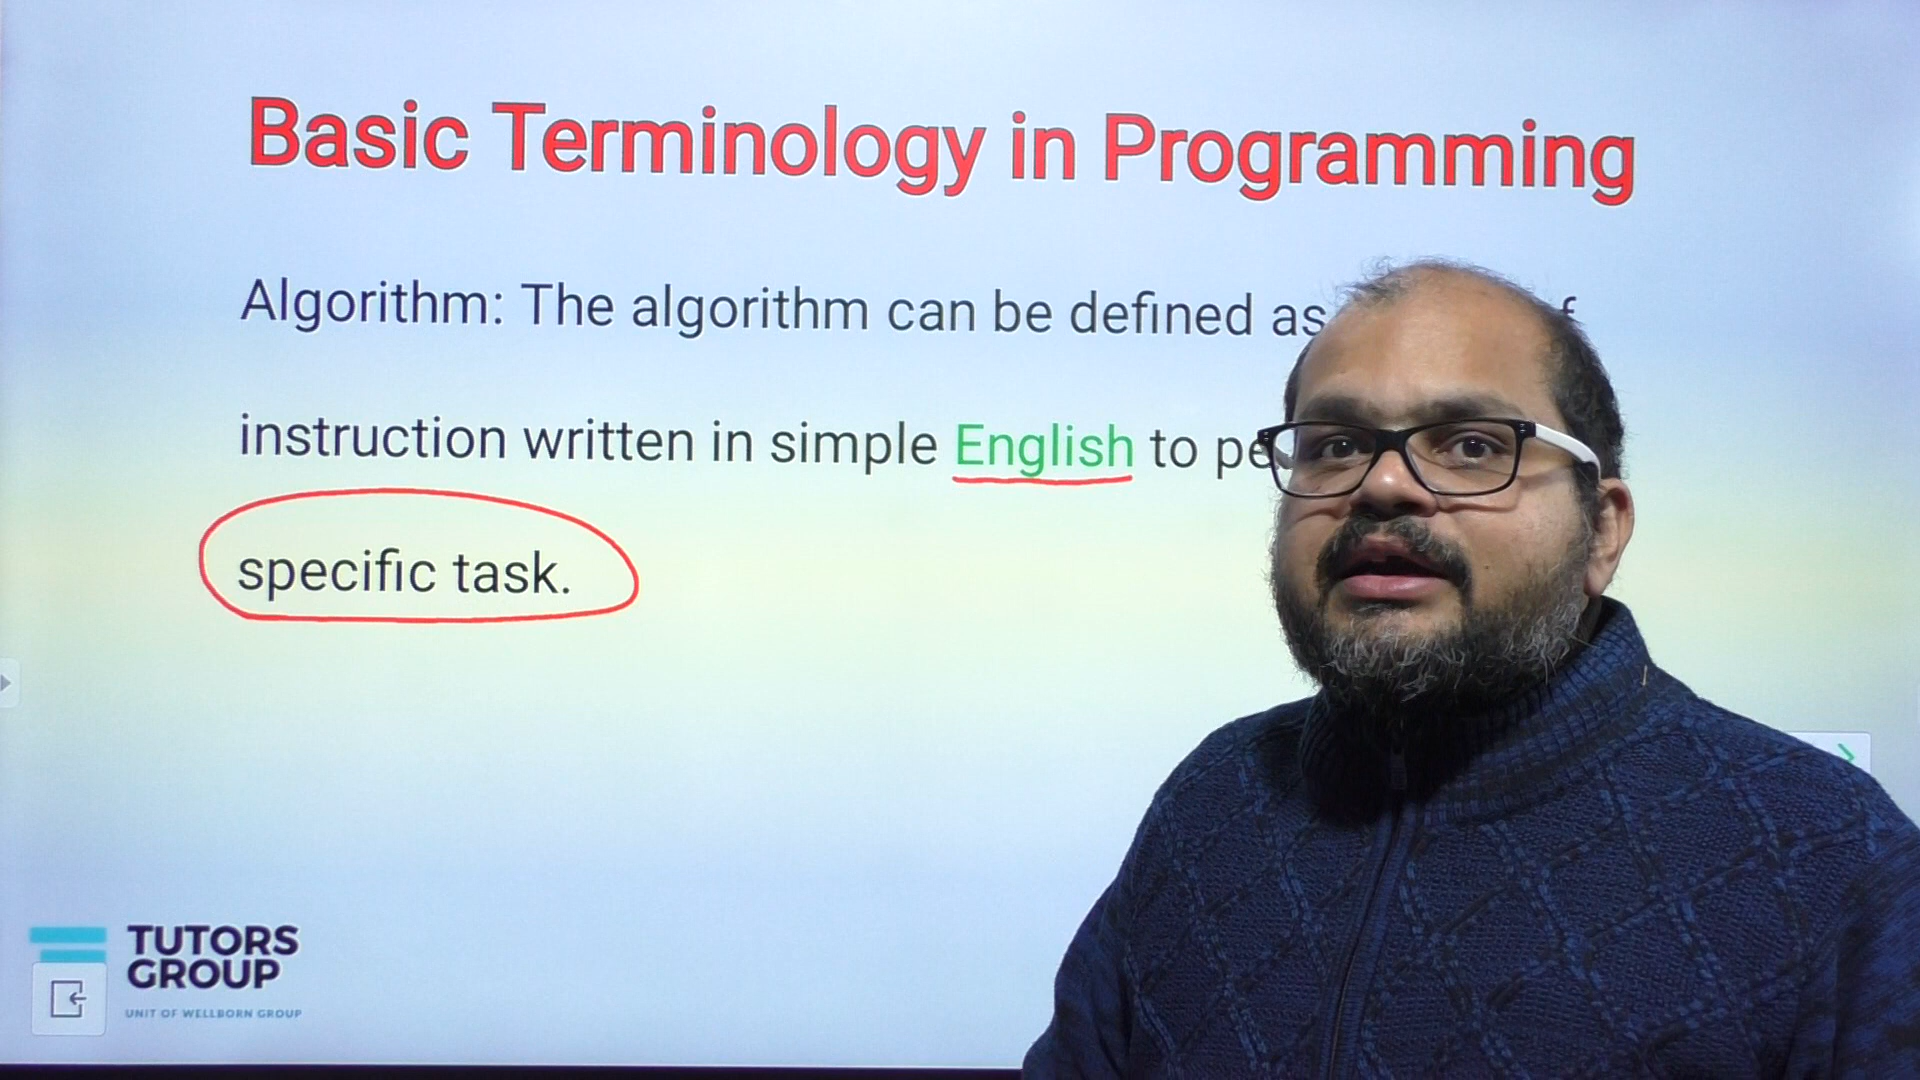 Basic Terminology in Programming
Algorithm: The algorithm can be defined as
instruction written in simple English to
specific task.
TUTORS
GROUP
UNIT OF WELLBORN GROUP